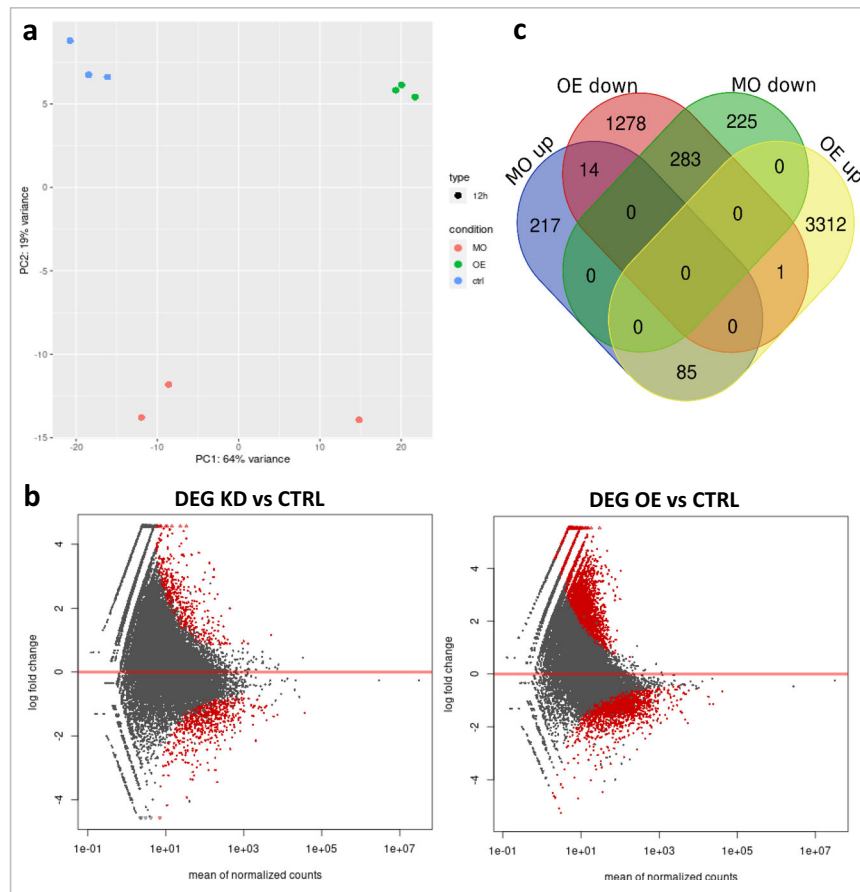 a
5
0
-5
-10
-15
PC2: 19% variance
-20
-10
0
10
20
PC1: 64% variance
type
12h
condition
MO
OE
ctrl
c
OE down
MO down
MO up
OE up
1278
225
14
283
0
217
0
0
3312
0
0
1
0
0
85
b
DEG KD vs CTRL
4
2
0
-2
-4
log fold change
1e-01
1e+01
1e+03
1e+05
1e+07
mean of normalized counts
DEG OE vs CTRL
4
2
0
-2
-4
log fold change
1e-01
1e+01
1e+03
1e+05
1e+07
mean of normalized counts